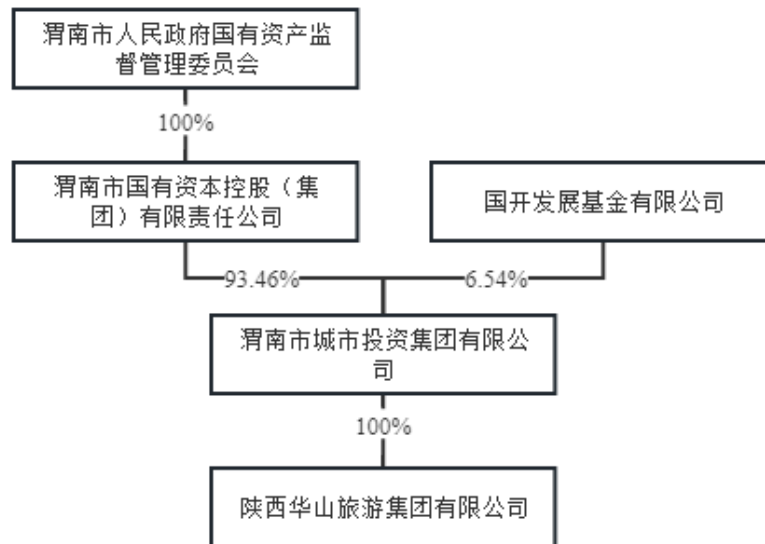 渭南市人民政府国有资产监
督管理委员会
100%
渭南市国有资本控股（集
团）有限责任公司
国开发展基金有限公司
93.46%
6.54%
渭南市城市投资集团有限公
司
100%
陕西华山旅游集团有限公司